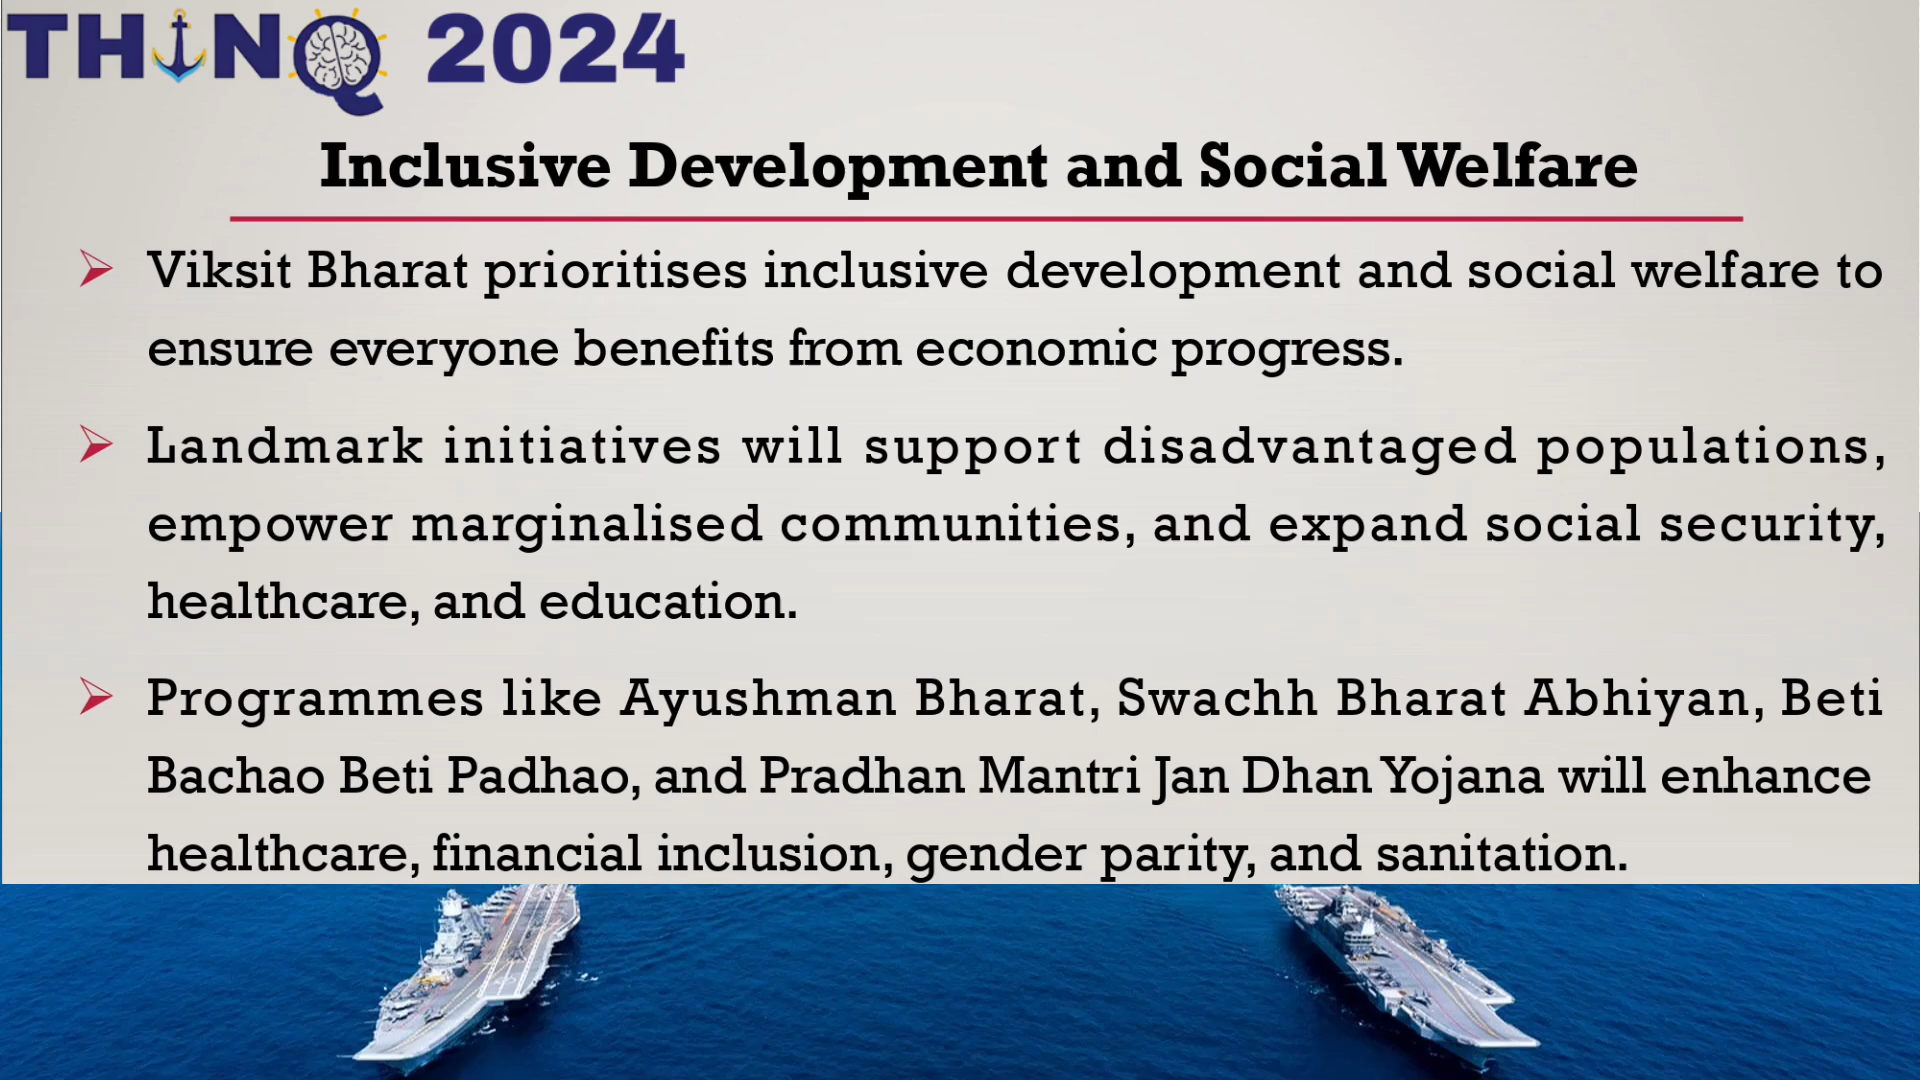 THINQ 2024
Inclusive Development and Social Welfare
Viksit Bharat prioritises inclusive development and social welfare to
ensure everyone benefits from economic progress.
Landmark initiatives will support disadvantaged populations,
empower marginalised communities, and expand social security,
healthcare, and education.
Programmes like Ayushman Bharat, Swachh Bharat Abhiyan, Beti
Bachao Beti Padhao, and Pradhan Mantri Jan Dhan Yojana will enhance
healthcare, financial inclusion, gender parity, and sanitation.